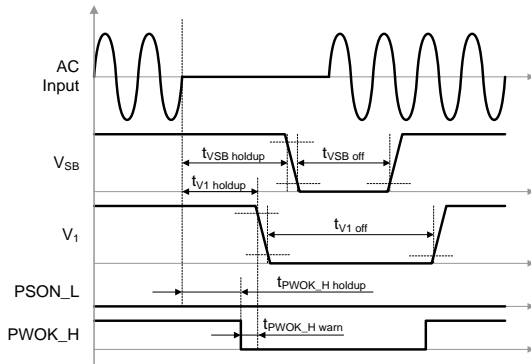 AC
Input
VSB
tVSB holdup
tVSB off
tV1 holdup
V1
tV1 off
PSON_L
tPWOK_H holdup
PWOK_H
tPWOK_H warn